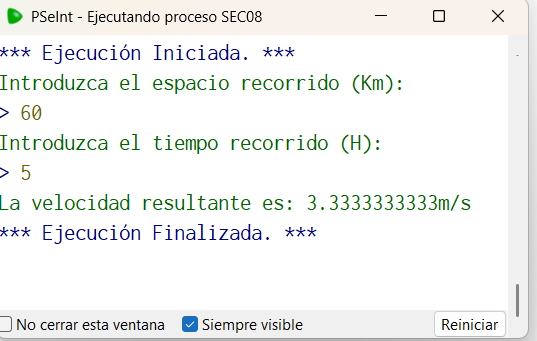 PSeInt - Ejecutando proceso SEC08
*** Ejecución Iniciada. ***
Introduzca el espacio recorrido (Km):
> 60
Introduzca el tiempo recorrido (H):
> 5
La velocidad resultante es: 3.3333333333m/s
*** Ejecución Finalizada. ***
No cerrar esta ventana Siempre visible Reiniciar